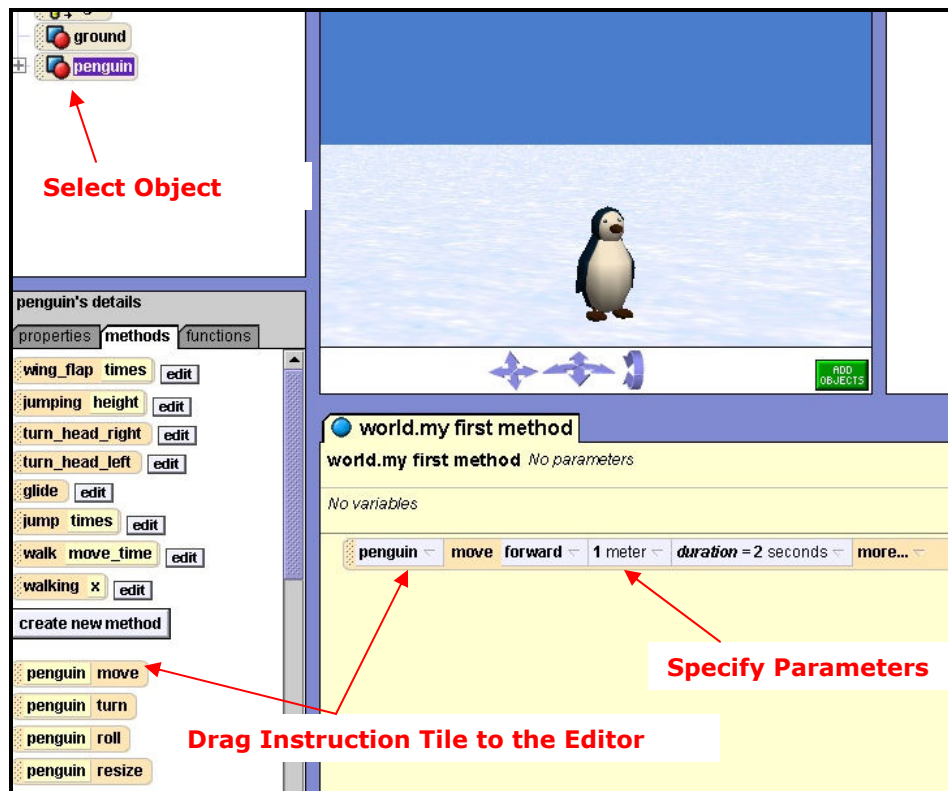 ground
penguin
Select Object
penguin's details
properties methods functions
wing_flap times edit
jumping height edit
turn_head_right edit
turn_head_left edit
glide edit
jump times edit
walk move_time edit
walking x edit
create new method
penguin move
penguin turn
penguin roll
penguin resize
ADD
OBJECTS
world.my first method
world.my first method No parameters
No variables
penguin move forward 1 meter duration = 2 seconds more...
Specify Parameters
Drag Instruction Tile to the Editor